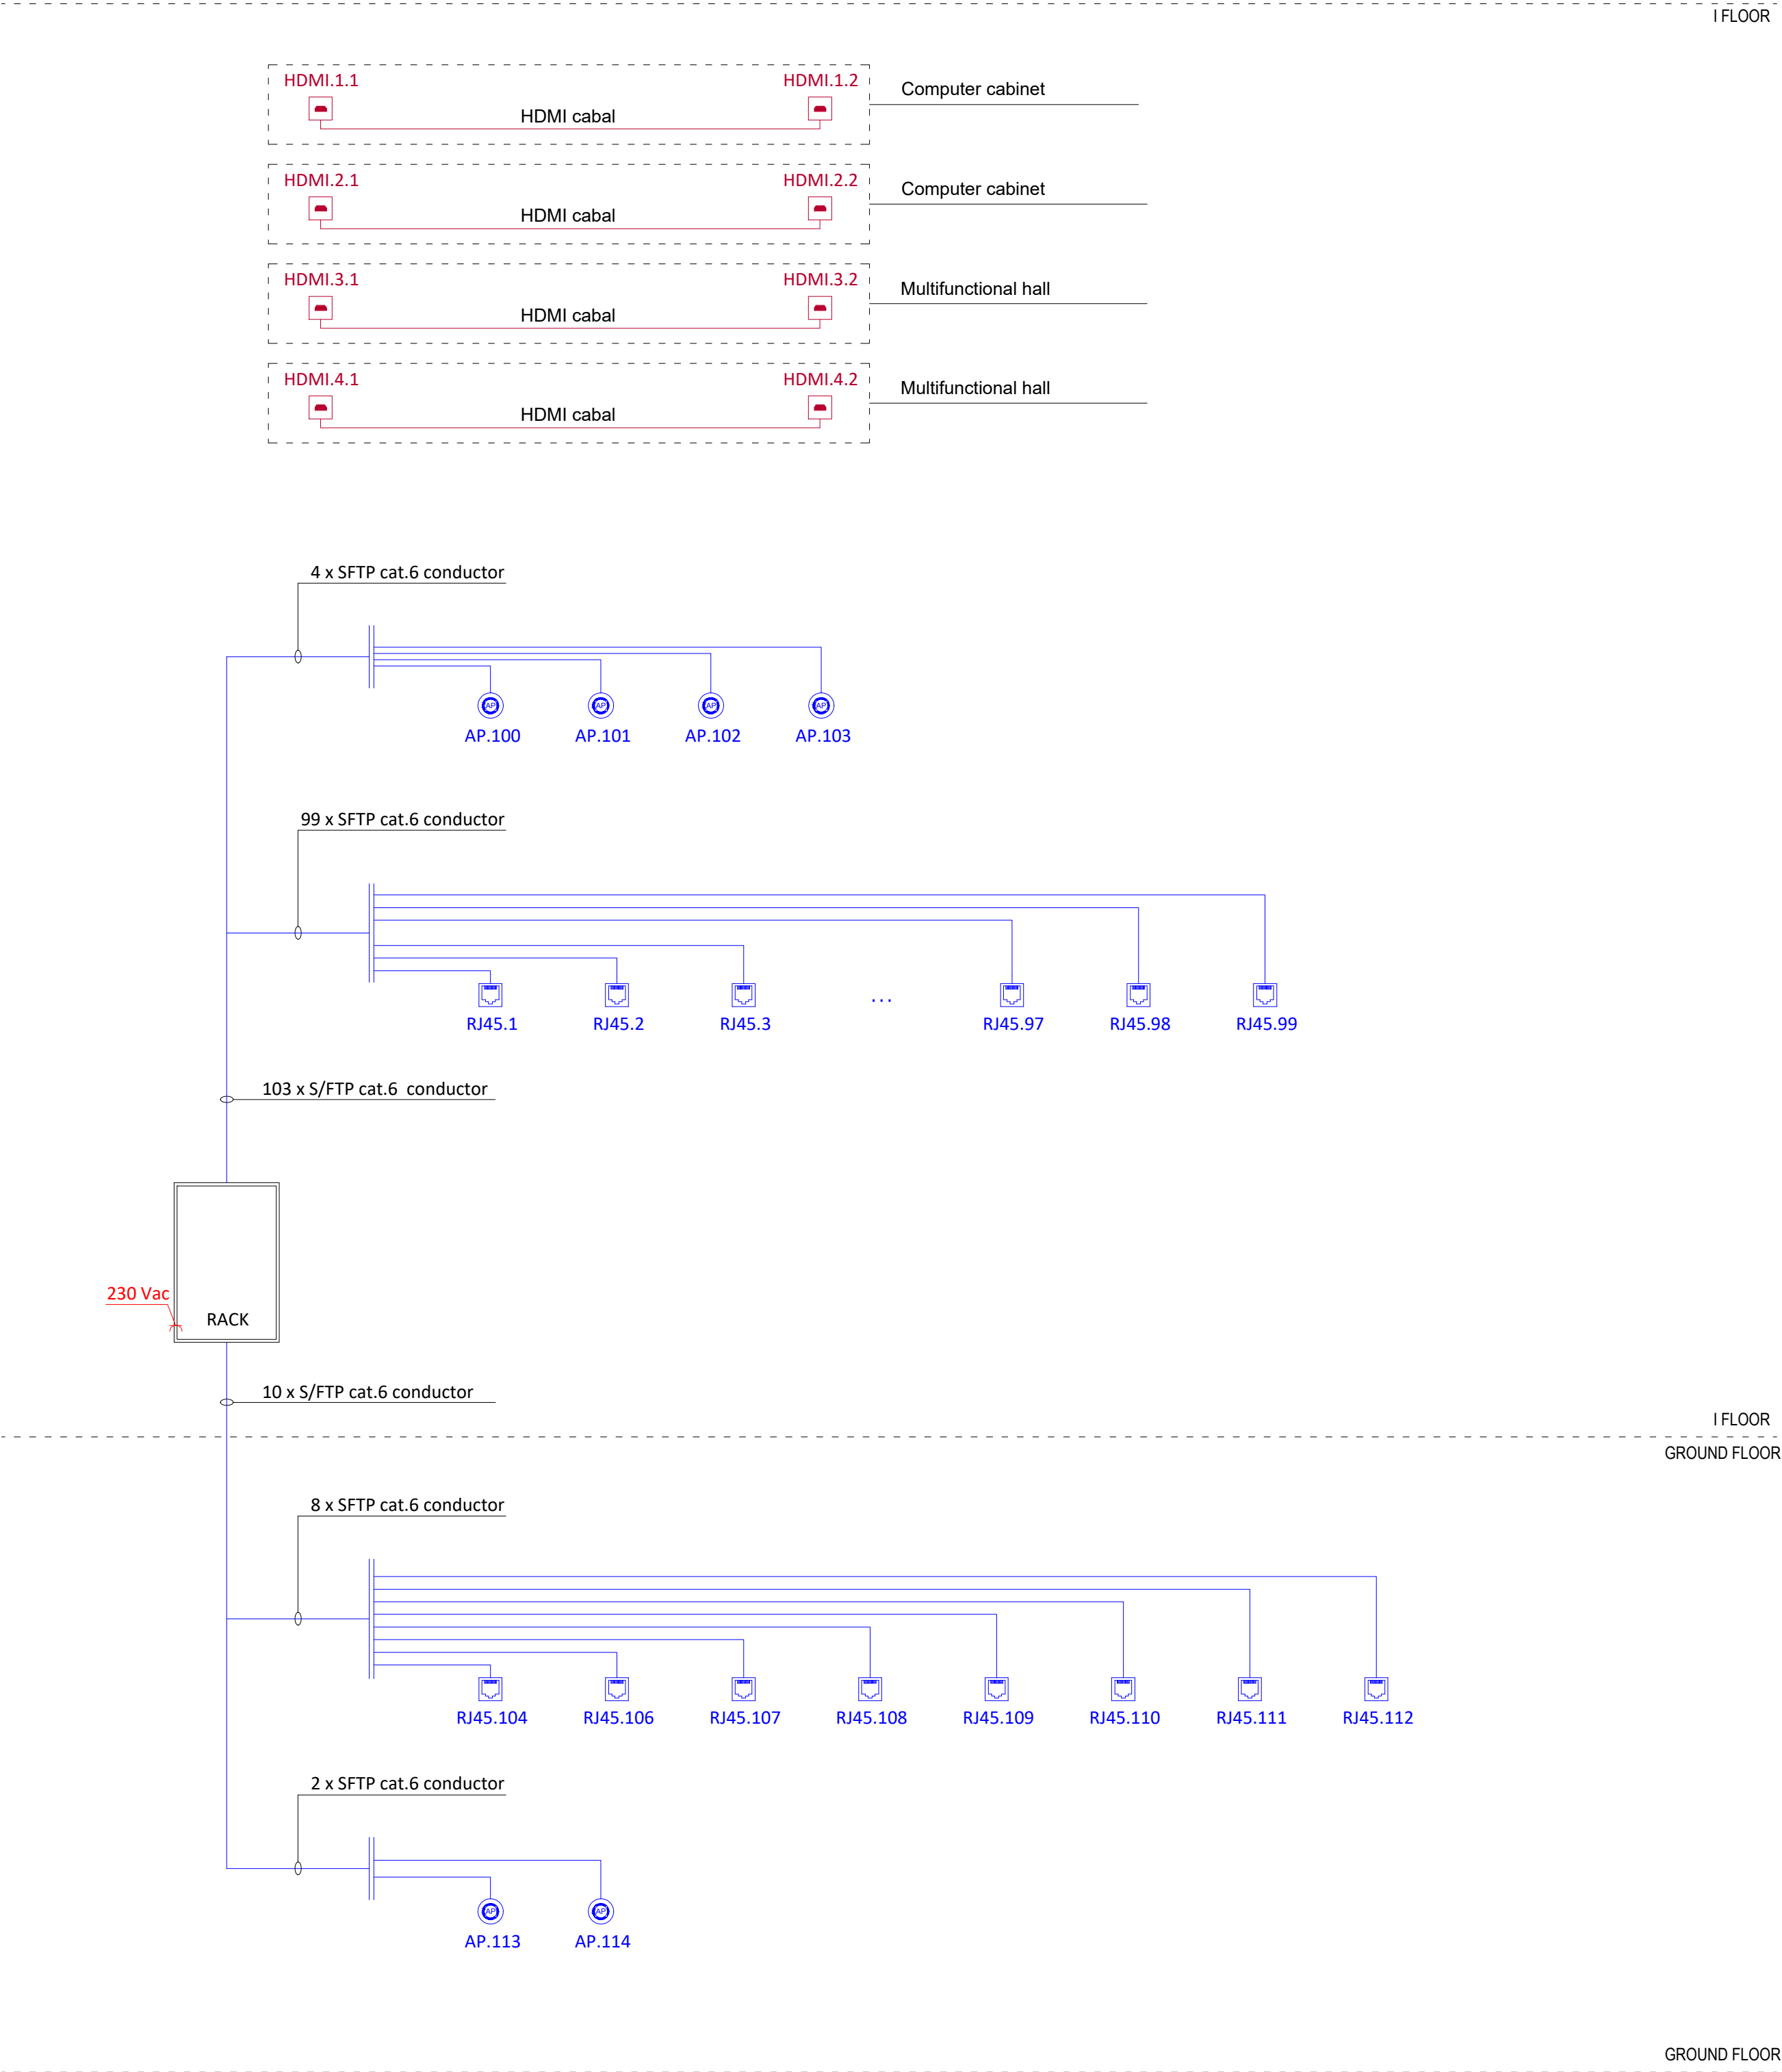 I FLOOR
HDMI.1.1
HDMI.1.2
HDMI cabal
Computer cabinet
HDMI.2.1
HDMI.2.2
HDMI cabal
Computer cabinet
HDMI.3.1
HDMI.3.2
HDMI cabal
Multifunctional hall
HDMI.4.1
HDMI.4.2
HDMI cabal
Multifunctional hall
4 x SFTP cat.6 conductor
AP
AP
AP
AP
AP.100
AP.101
AP.102
AP.103
99 x SFTP cat.6 conductor
...
RJ45.1
RJ45.2
RJ45.3
RJ45.97
RJ45.98
RJ45.99
103 x S/FTP cat.6  conductor
230 Vac
RACK
10 x S/FTP cat.6 conductor
I FLOOR
GROUND FLOOR
8 x SFTP cat.6 conductor
RJ45.104
RJ45.106
RJ45.107
RJ45.108
RJ45.109
RJ45.110
RJ45.111
RJ45.112
2 x SFTP cat.6 conductor
AP
AP
AP.113
AP.114
GROUND FLOOR